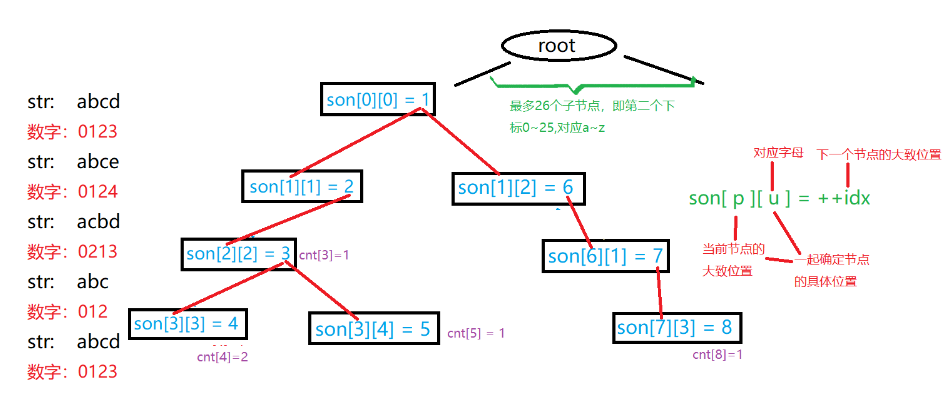 root
son[0][0] = 1
最多26个子节点，即第二个下
标0~25,对应a~z
str: abcd
数字：0123
str: abce
数字：0124
str: acbd
数字：0213
str: abc
数字：012
str: abcd
数字：0123
son[1][1] = 2
son[1][2] = 6
son[2][2] = 3
cnt[3]=1
son[6][1] = 7
son[3][3] = 4
cnt[4]=2
son[3][4] = 5
cnt[5] = 1
son[7][3] = 8
cnt[8]=1
对应字母
下一个节点的大致位置
son[ p ][ u ] = ++idx
当前节点的
大致位置
一起确定节点
的具体位置